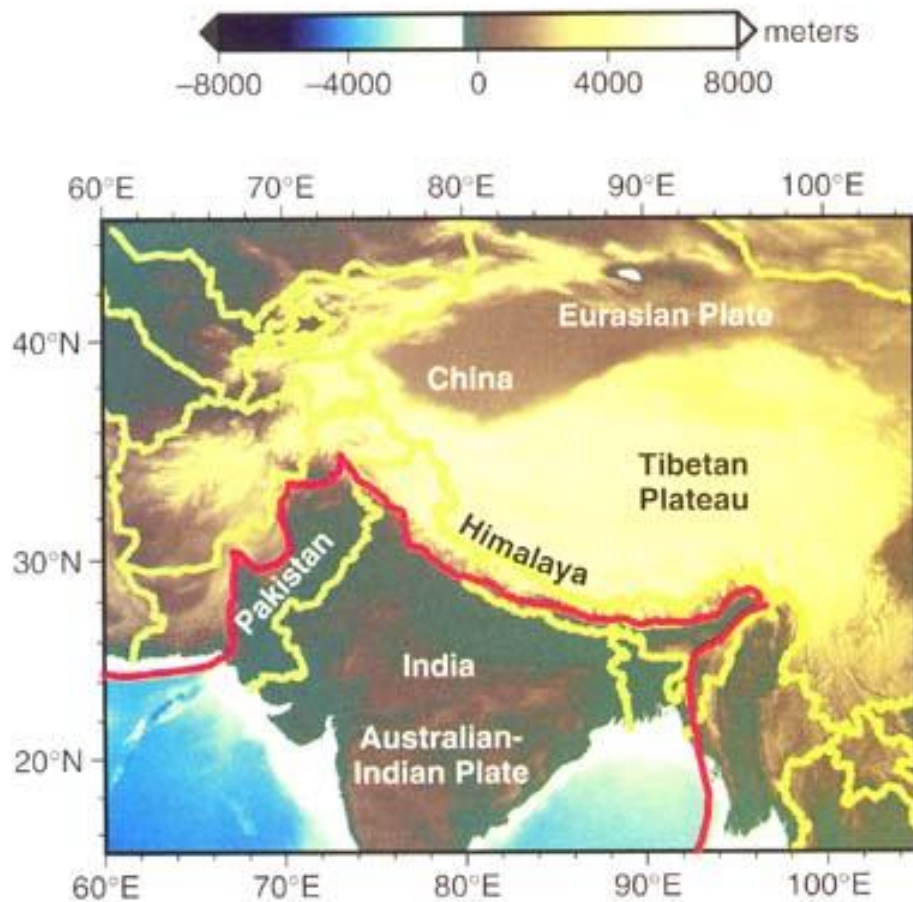 meters
−8000 −4000 0 4000 8000
60°E 70°E 80°E 90°E 100°E
Eurasian Plate
40°N
China
Tibetan
Plateau
Himalaya
30°N
Pakistan
India
Australian-
Indian Plate
20°N
60°E 70°E 80°E 90°E 100°E